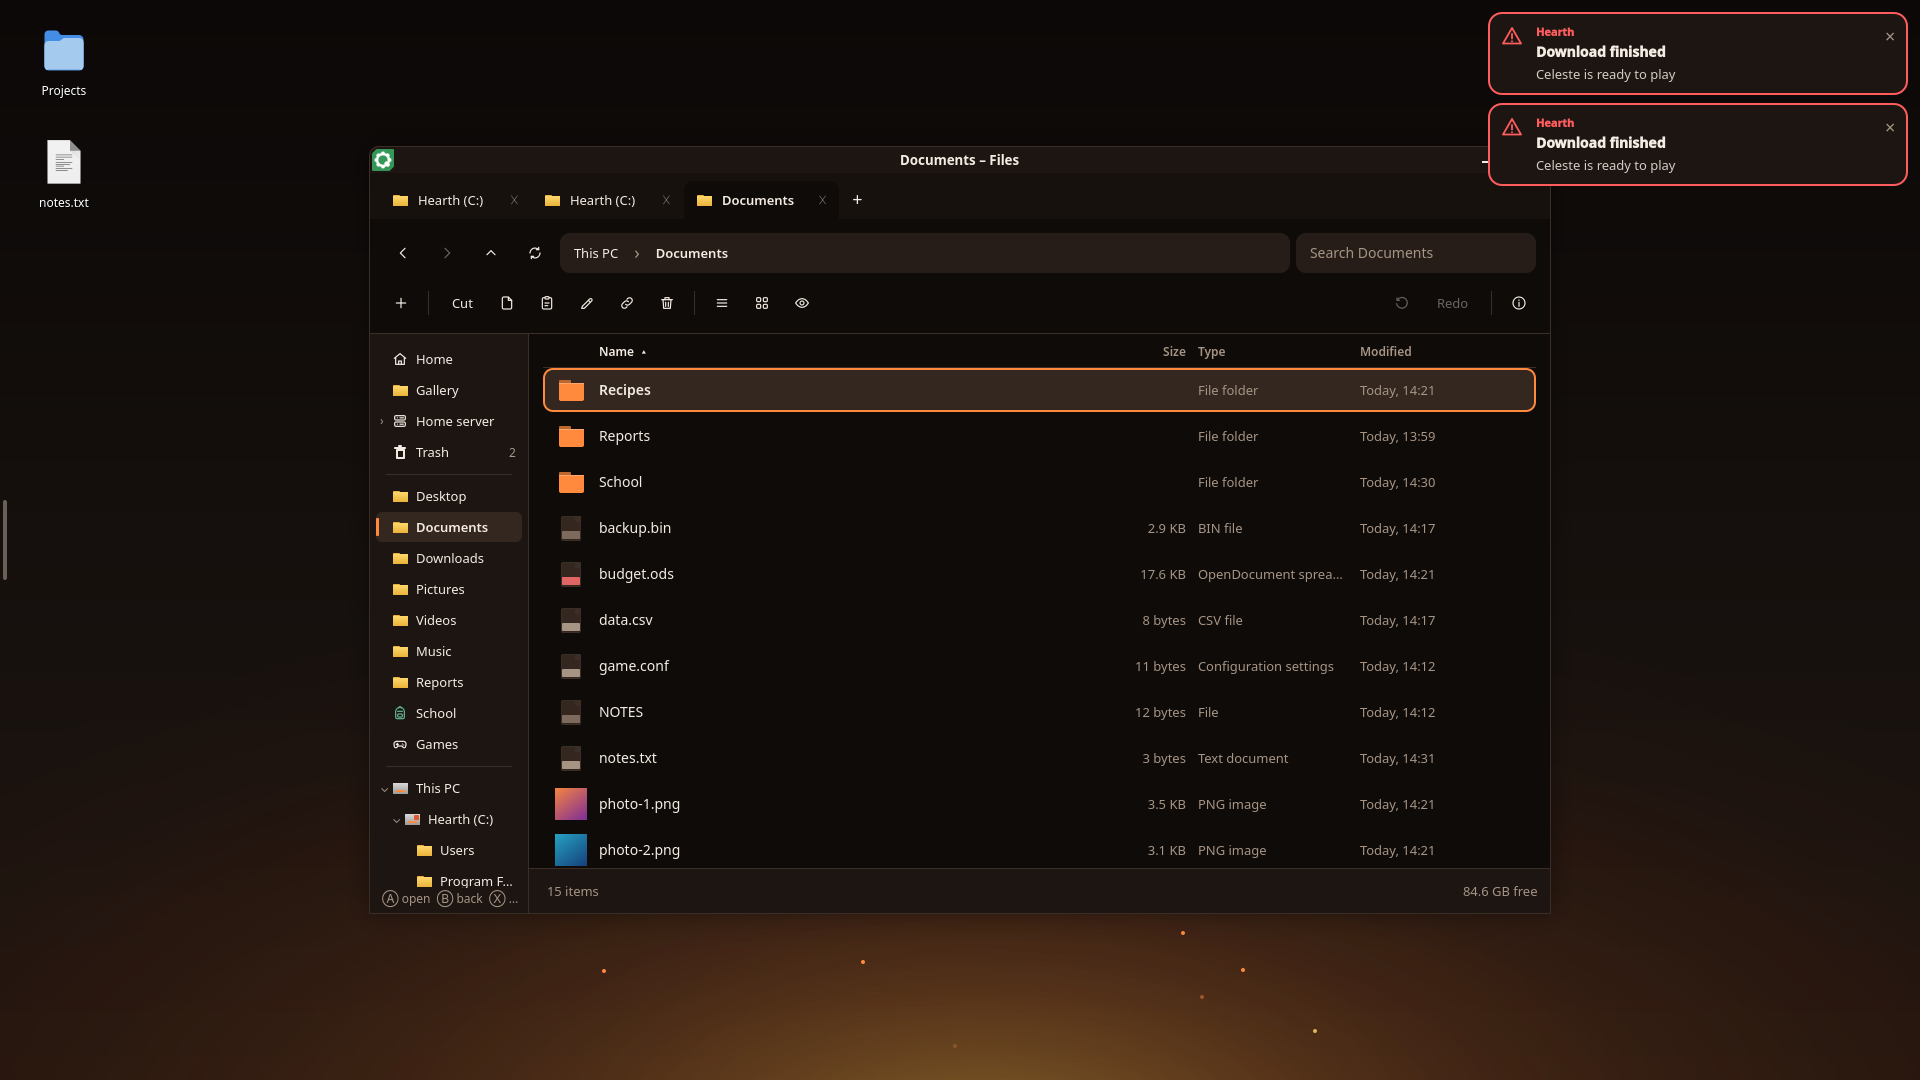 Projects
notes.txt
Hearth
Download finished
Celeste is ready to play
Hearth
Download finished
Celeste is ready to play
Documents – Files
Hearth (C:)
Hearth (C:)
Documents
This PC
Documents
Search Documents
Cut
Redo
Home
Gallery
Home server
Trash 2
Desktop
Documents
Downloads
Pictures
Videos
Music
Reports
School
Games
This PC
Hearth (C:)
Users
Program F...
A open B back X ...
Name Size Type Modified
Recipes File folder Today, 14:21
Reports File folder Today, 13:59
School File folder Today, 14:30
backup.bin 2.9 KB BIN file Today, 14:17
budget.ods 17.6 KB OpenDocument sprea... Today, 14:21
data.csv 8 bytes CSV file Today, 14:17
game.conf 11 bytes Configuration settings Today, 14:12
NOTES 12 bytes File Today, 14:12
notes.txt 3 bytes Text document Today, 14:31
photo-1.png 3.5 KB PNG image Today, 14:21
photo-2.png 3.1 KB PNG image Today, 14:21
15 items 84.6 GB free